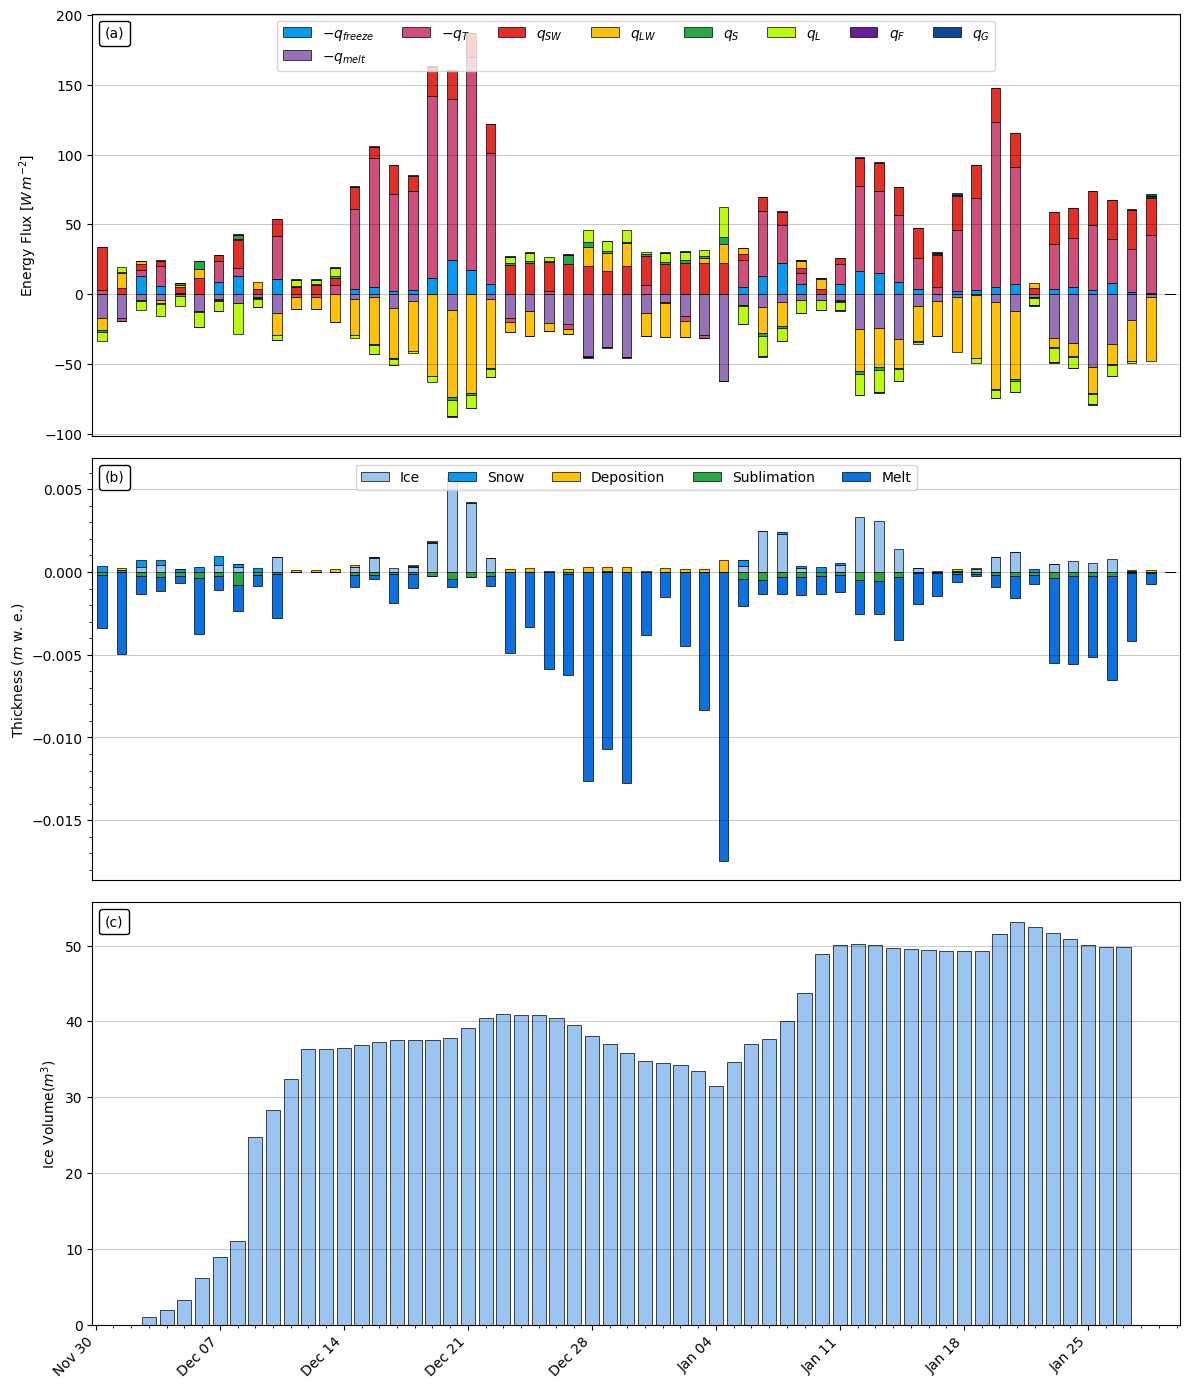 (a)
−q_freeze −q_T q_SW q_LW q_S q_L q_F q_G
−q_melt
Energy Flux [W m⁻²]
200
150
100
50
0
−50
−100
(b)
Ice Snow Deposition Sublimation Melt
Thickness (m w. e.)
0.005
0.000
−0.005
−0.010
−0.015
(c)
Ice Volume(m³)
50
40
30
20
10
0
Nov 30 Dec 07 Dec 14 Dec 21 Dec 28 Jan 04 Jan 11 Jan 18 Jan 25